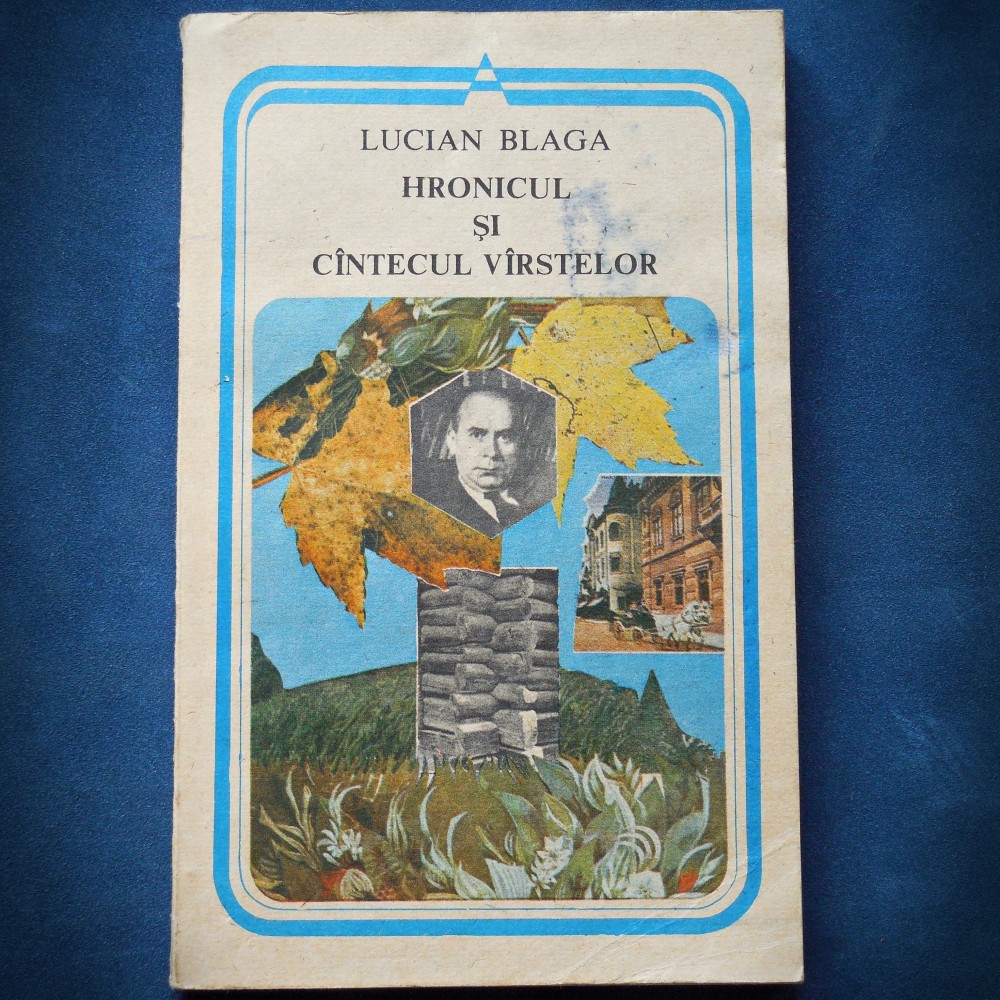 LUCIAN BLAGA
HRONICUL
ŞI
CÎNTECUL VÎRSTELOR